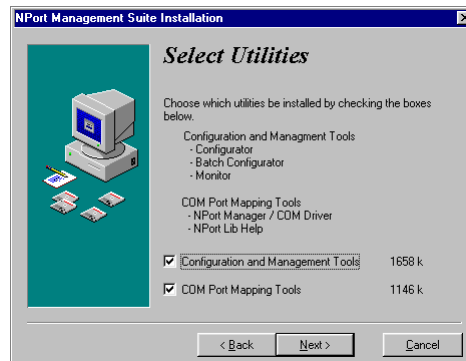 NPort Management Suite Installation
Select Utilities
Choose which utilities be installed by checking the boxes
below.
Configuration and Managment Tools
- Configurator
- Batch Configurator
- Monitor
COM Port Mapping Tools
- NPort Manager / COM Driver
- NPort Lib Help
Configuration and Management Tools 1658 k
COM Port Mapping Tools 1146 k
< Back Next > Cancel